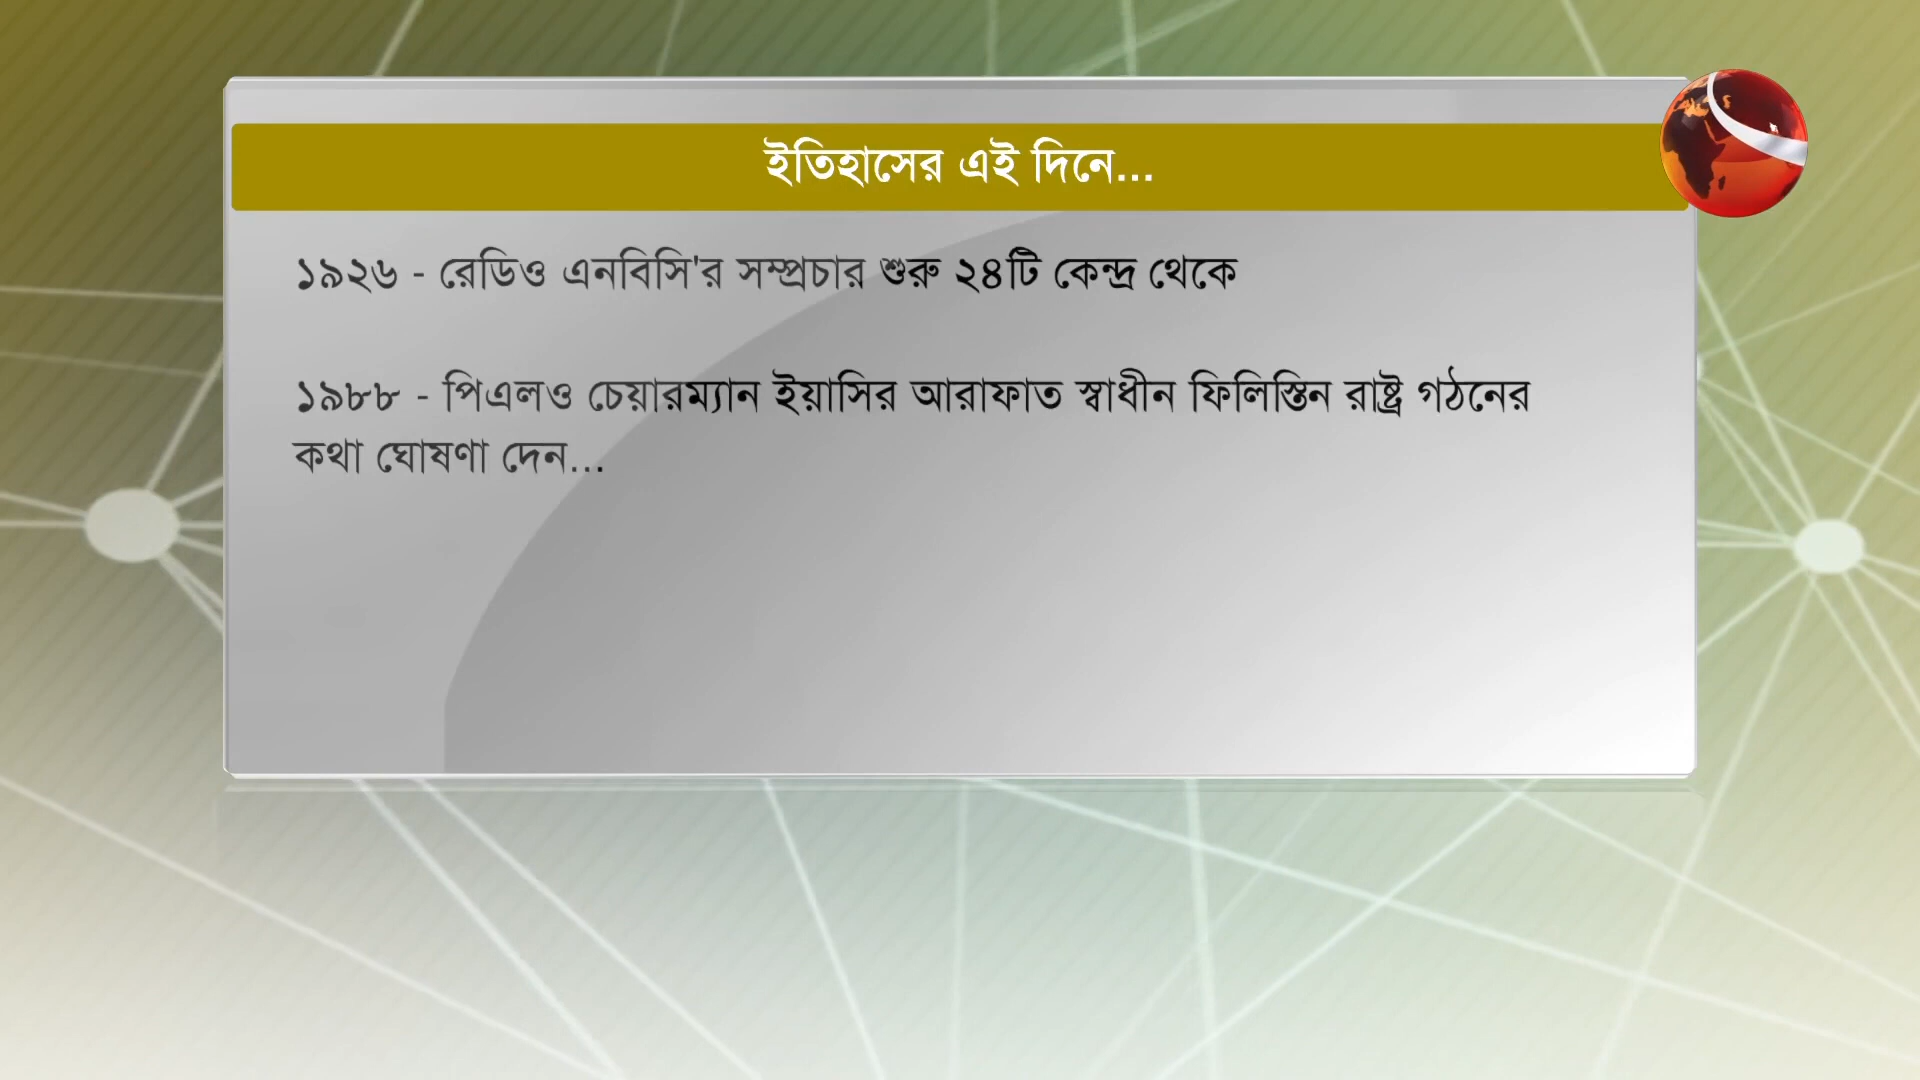 ইতিহাসের এই দিনে...
১৯২৬ - রেডিও এনবিসি'র সম্প্রচার শুরু ২৪টি কেন্দ্র থেকে
১৯৮৮ - পিএলও চেয়ারম্যান ইয়াসির আরাফাত স্বাধীন ফিলিস্তিন রাষ্ট্র গঠনের
কথা ঘোষণা দেন...